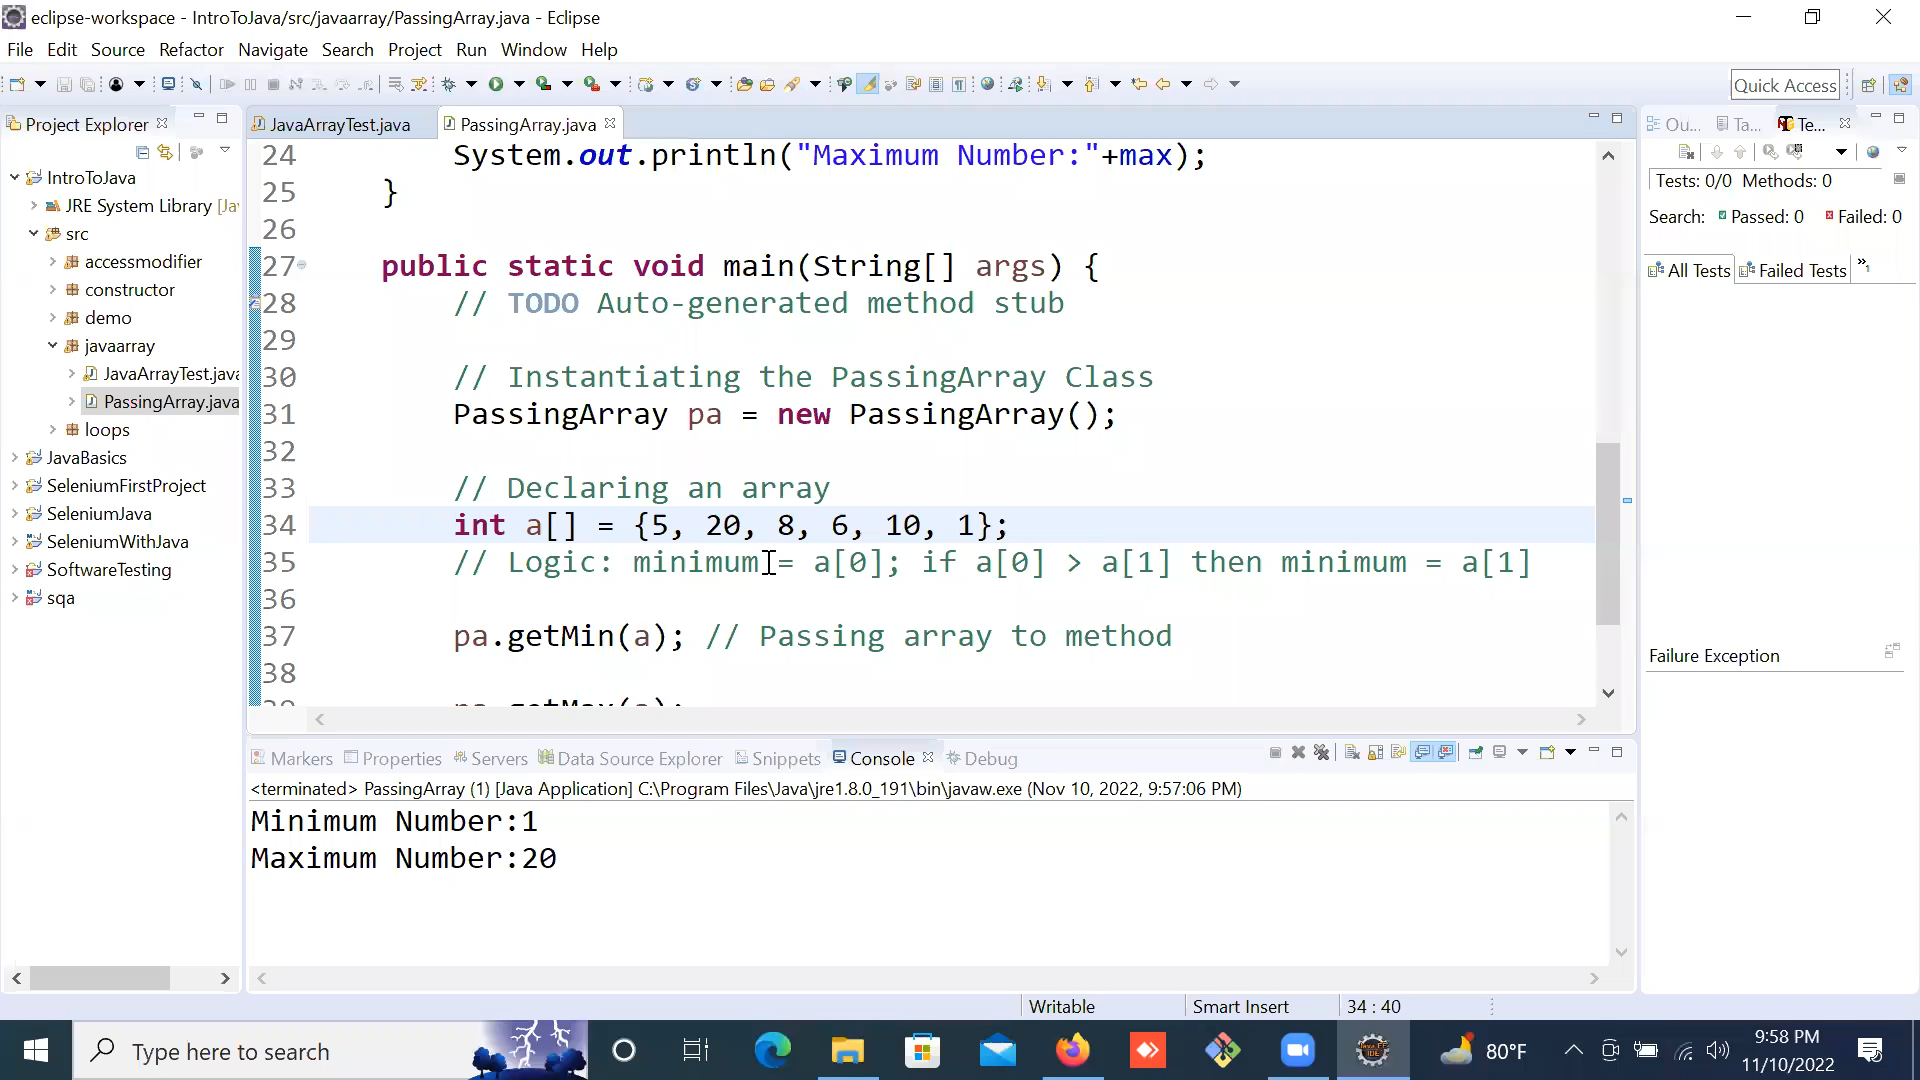 eclipse-workspace - IntroToJava/src/javaarray/PassingArray.java - Eclipse
File Edit Source Refactor Navigate Search Project Run Window Help
Quick Access
Project Explorer
IntroToJava
JRE System Library [Ja
src
accessmodifier
constructor
demo
javaarray
JavaArrayTest.java
PassingArray.java
loops
JavaBasics
SeleniumFirstProject
SeleniumJava
SeleniumWithJava
SoftwareTesting
sqa
JavaArrayTest.java PassingArray.java
24 System.out.println("Maximum Number:"+max);
25 }
26
27 public static void main(String[] args) {
28 // TODO Auto-generated method stub
29
30 // Instantiating the PassingArray Class
31 PassingArray pa = new PassingArray();
32
33 // Declaring an array
34 int a[] = {5, 20, 8, 6, 10, 1};
35 // Logic: minimum = a[0]; if a[0] > a[1] then minimum = a[1]
36
37 pa.getMin(a); // Passing array to method
38
39 pa.getMax(a);
Ou... Ta... Te...
Tests: 0/0 Methods: 0
Search: Passed: 0 Failed: 0
All Tests Failed Tests »1
Failure Exception
Markers Properties Servers Data Source Explorer Snippets Console Debug
<terminated> PassingArray (1) [Java Application] C:\Program Files\Java\jre1.8.0_191\bin\javaw.exe (Nov 10, 2022, 9:57:06 PM)
Minimum Number:1
Maximum Number:20
Writable Smart Insert 34 : 40
Type here to search
80°F
9:58 PM
11/10/2022